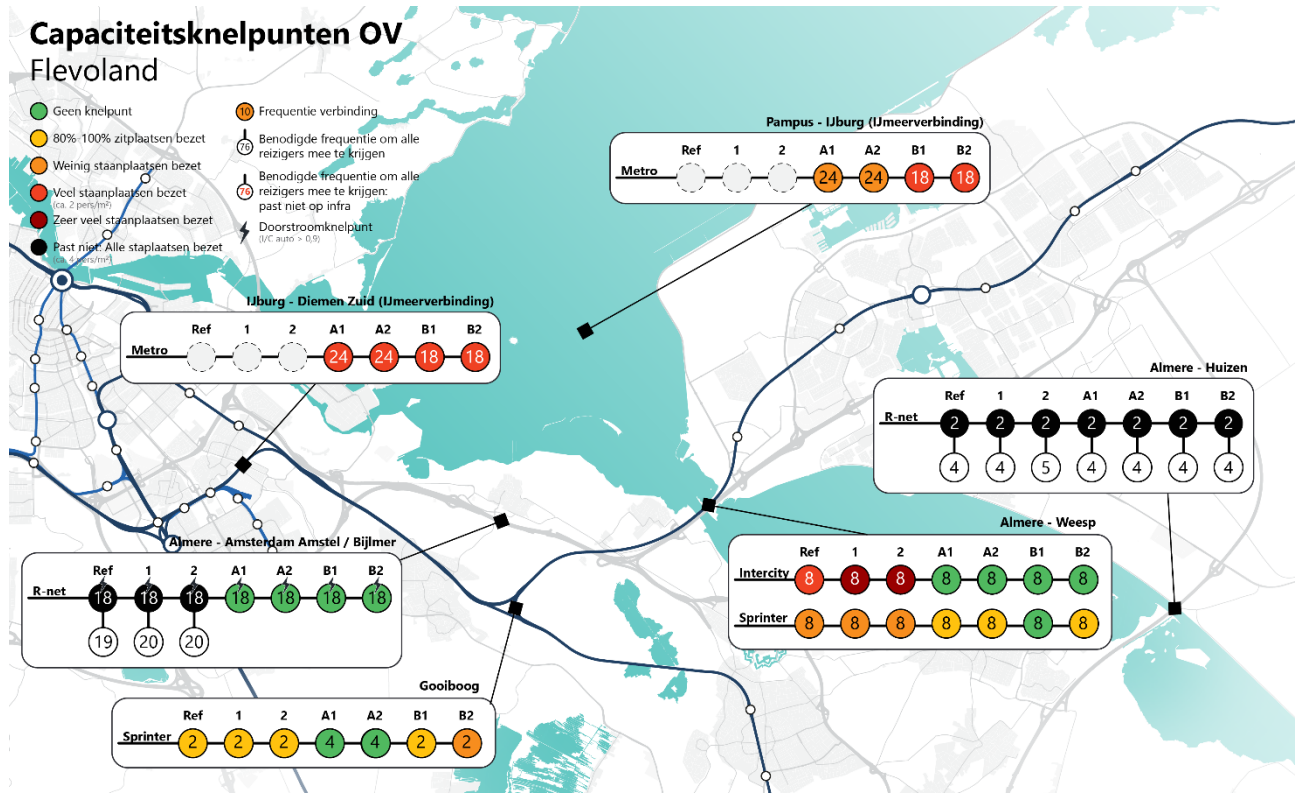 Capaciteitsknelpunten OV
Flevoland
Geen knelpunt
80%-100% zitplaatsen bezet
Weinig staanplaatsen bezet
Veel staanplaatsen bezet
(ca. 2 pers/m²)
Zeer veel staanplaatsen bezet
Past niet: Alle staplaatsen bezet
(ca. 4 pers/m²)
10 Frequentie verbinding
76 Benodigde frequentie om alle
reizigers mee te krijgen
76 Benodigde frequentie om alle
reizigers mee te krijgen:
past niet op infra
Doorstroomknelpunt
(I/C auto > 0,9)
Pampus - IJburg (IJmeerverbinding)
Ref 1 2 A1 A2 B1 B2
Metro 24 24 18 18
IJburg - Diemen Zuid (IJmeerverbinding)
Ref 1 2 A1 A2 B1 B2
Metro 24 24 18 18
Almere - Huizen
Ref 1 2 A1 A2 B1 B2
R-net 2 2 2 2 2 2 2
4 4 5 4 4 4 4
Almere - Weesp
Ref 1 2 A1 A2 B1 B2
Intercity 8 8 8 8 8 8 8
Sprinter 8 8 8 8 8 8 8
Almere - Amsterdam Amstel / Bijlmer
Ref 1 2 A1 A2 B1 B2
R-net 18 18 18 18 18 18 18
19 20 20
Gooiboog
Ref 1 2 A1 A2 B1 B2
Sprinter 2 2 2 4 4 2 2